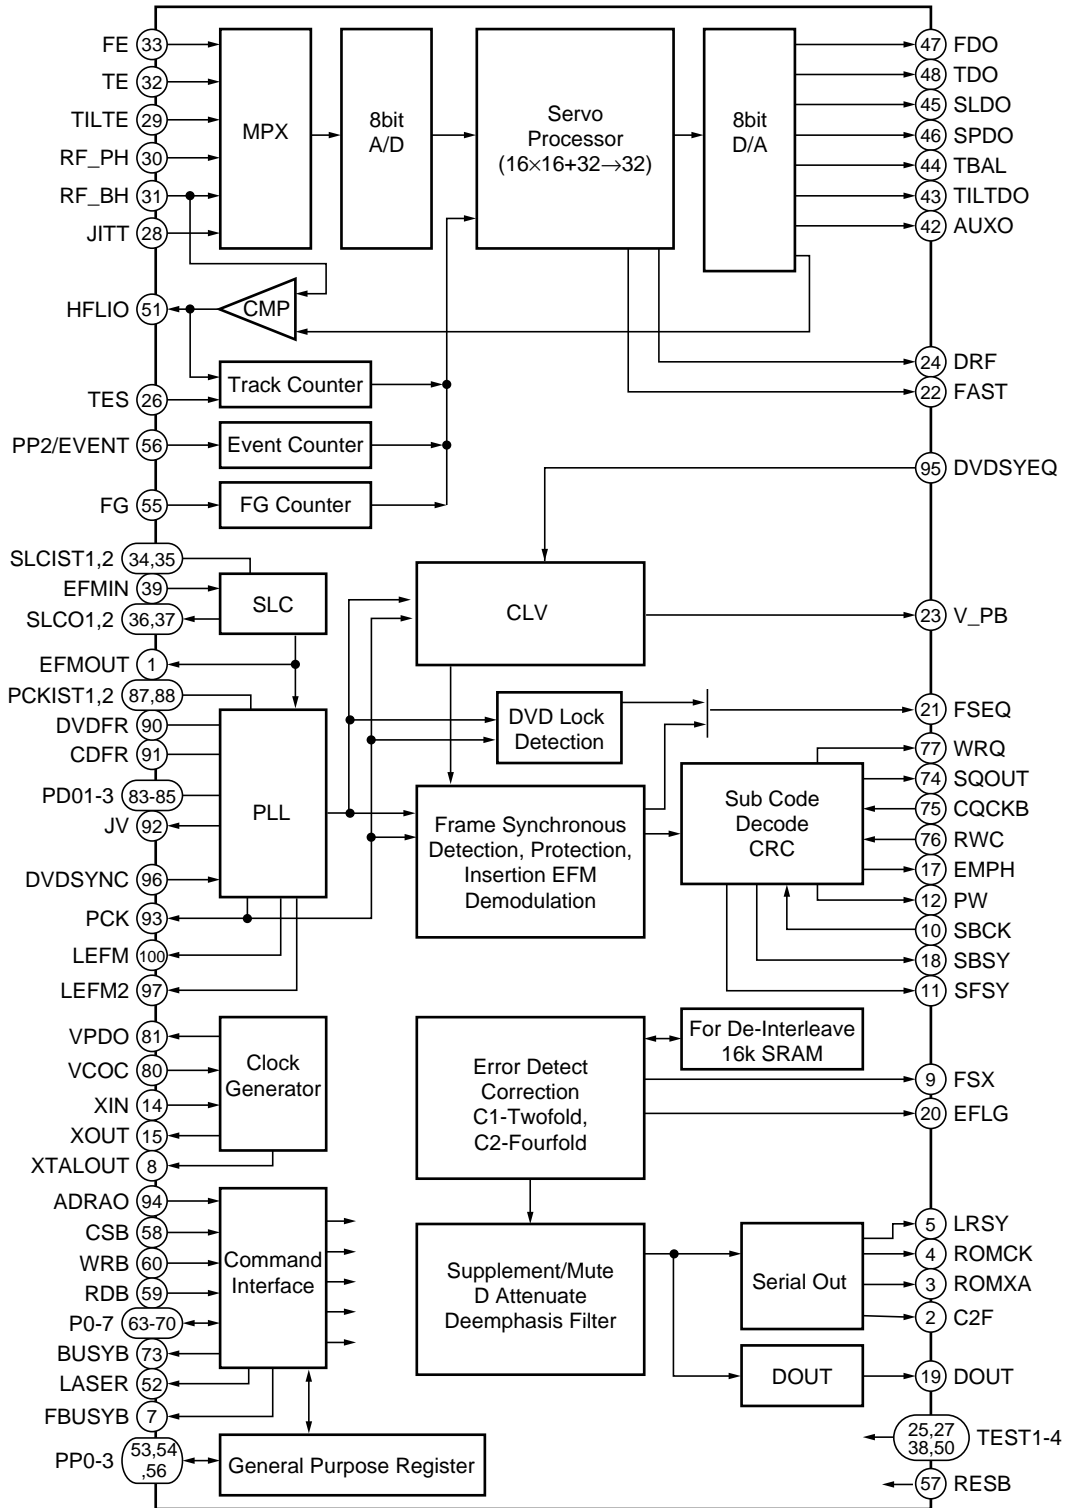 FE 33
TE 32
TILTE 29
RF_PH 30
RF_BH 31
JITT 28
HFLIO 51
TES 26
PP2/EVENT 56
FG 55
SLCIST1,2 34,35
EFMIN 39
SLCO1,2 36,37
EFMOUT 1
PCKIST1,2 87,88
DVDFR 90
CDFR 91
PD01-3 83-85
JV 92
DVDSYNC 96
PCK 93
LEFM 100
LEFM2 97
VPDO 81
VCOC 80
XIN 14
XOUT 15
XTALOUT 8
ADRAO 94
CSB 58
WRB 60
RDB 59
P0-7 63-70
BUSYB 73
LASER 52
FBUSYB 7
PP0-3 53,54
,56
MPX
8bit
A/D
Servo
Processor
(16×16+32→32)
8bit
D/A
CMP
Track Counter
Event Counter
FG Counter
SLC
CLV
DVD Lock
Detection
PLL
Frame Synchronous
Detection, Protection,
Insertion EFM
Demodulation
Sub Code
Decode
CRC
Clock
Generator
Error Detect
Correction
C1-Twofold,
C2-Fourfold
For De-Interleave
16k SRAM
Command
Interface
Supplement/Mute
D Attenuate
Deemphasis Filter
Serial Out
DOUT
General Purpose Register
47 FDO
48 TDO
45 SLDO
46 SPDO
44 TBAL
43 TILTDO
42 AUXO
24 DRF
22 FAST
95 DVDSYEQ
23 V_PB
21 FSEQ
77 WRQ
74 SQOUT
75 CQCKB
76 RWC
17 EMPH
12 PW
10 SBCK
18 SBSY
11 SFSY
9 FSX
20 EFLG
5 LRSY
4 ROMCK
3 ROMXA
2 C2F
19 DOUT
25,27
38,50 TEST1-4
57 RESB